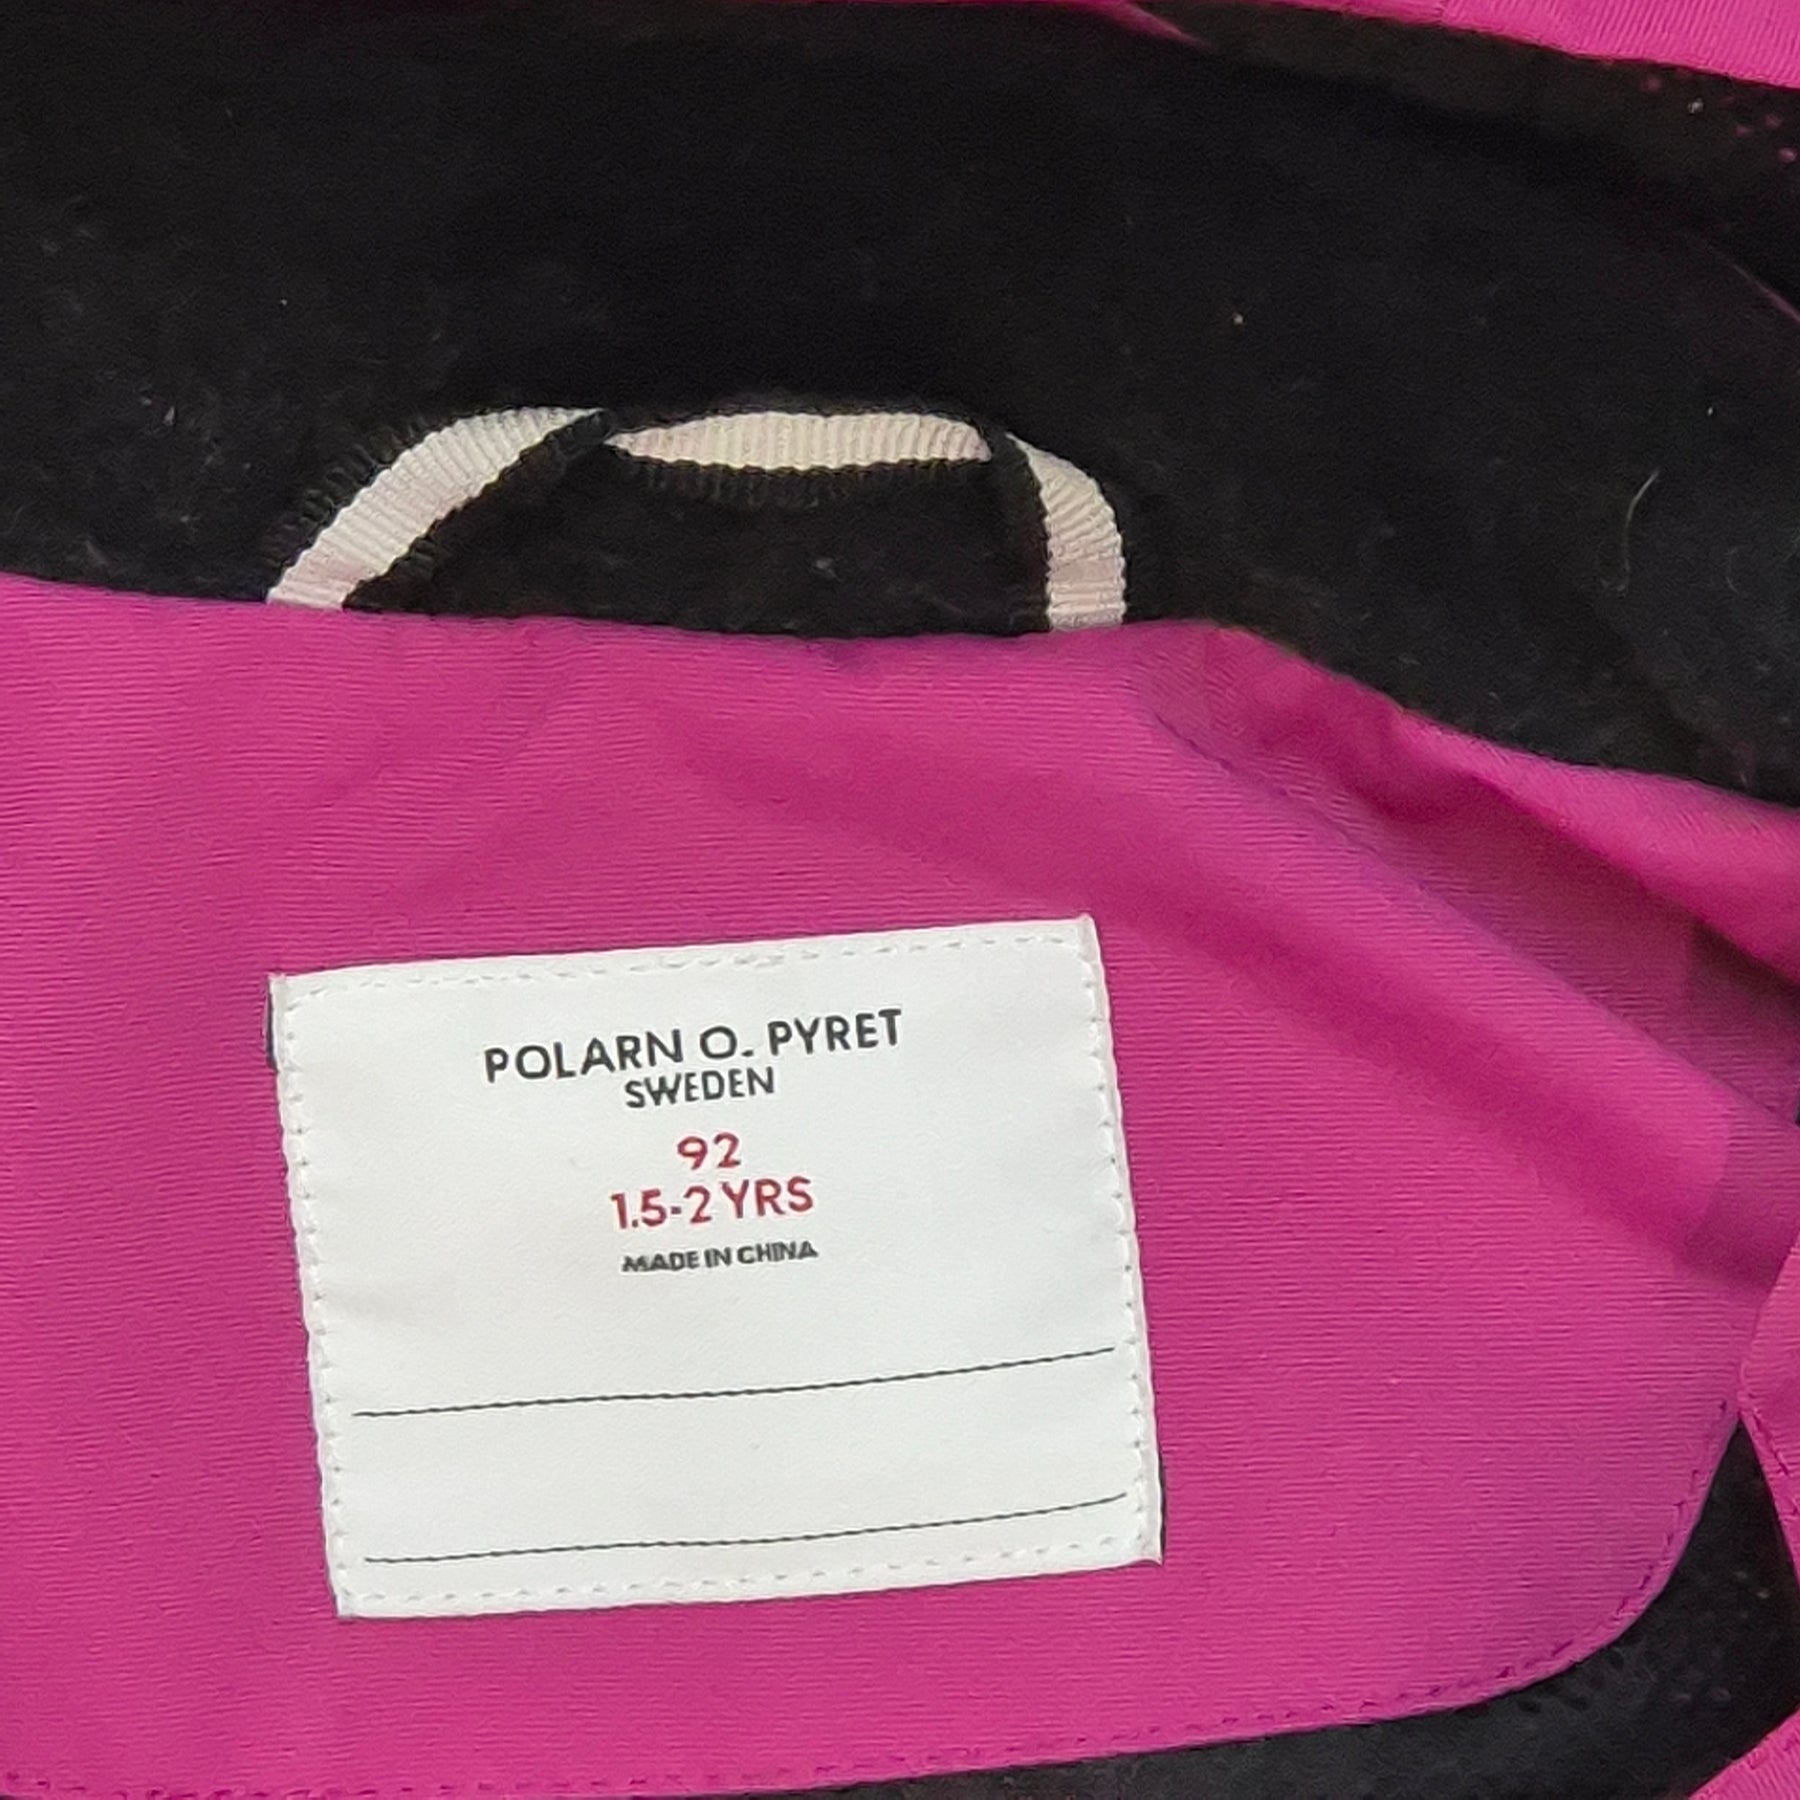 POLARN O. PYRET
SWEDEN
92
1.5-2 YRS
MADE IN CHINA